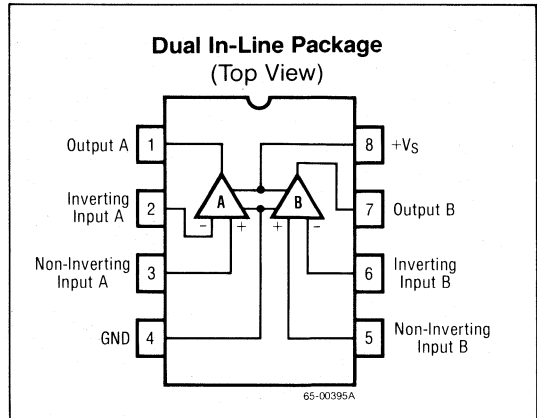 Dual In-Line Package
(Top View)
Output A 1
8 +VS
Inverting
Input A 2
A
B
7 Output B
- + + -
Non-Inverting
Input A 3
6 Inverting
Input B
GND 4
5 Non-Inverting
Input B
65-00395A